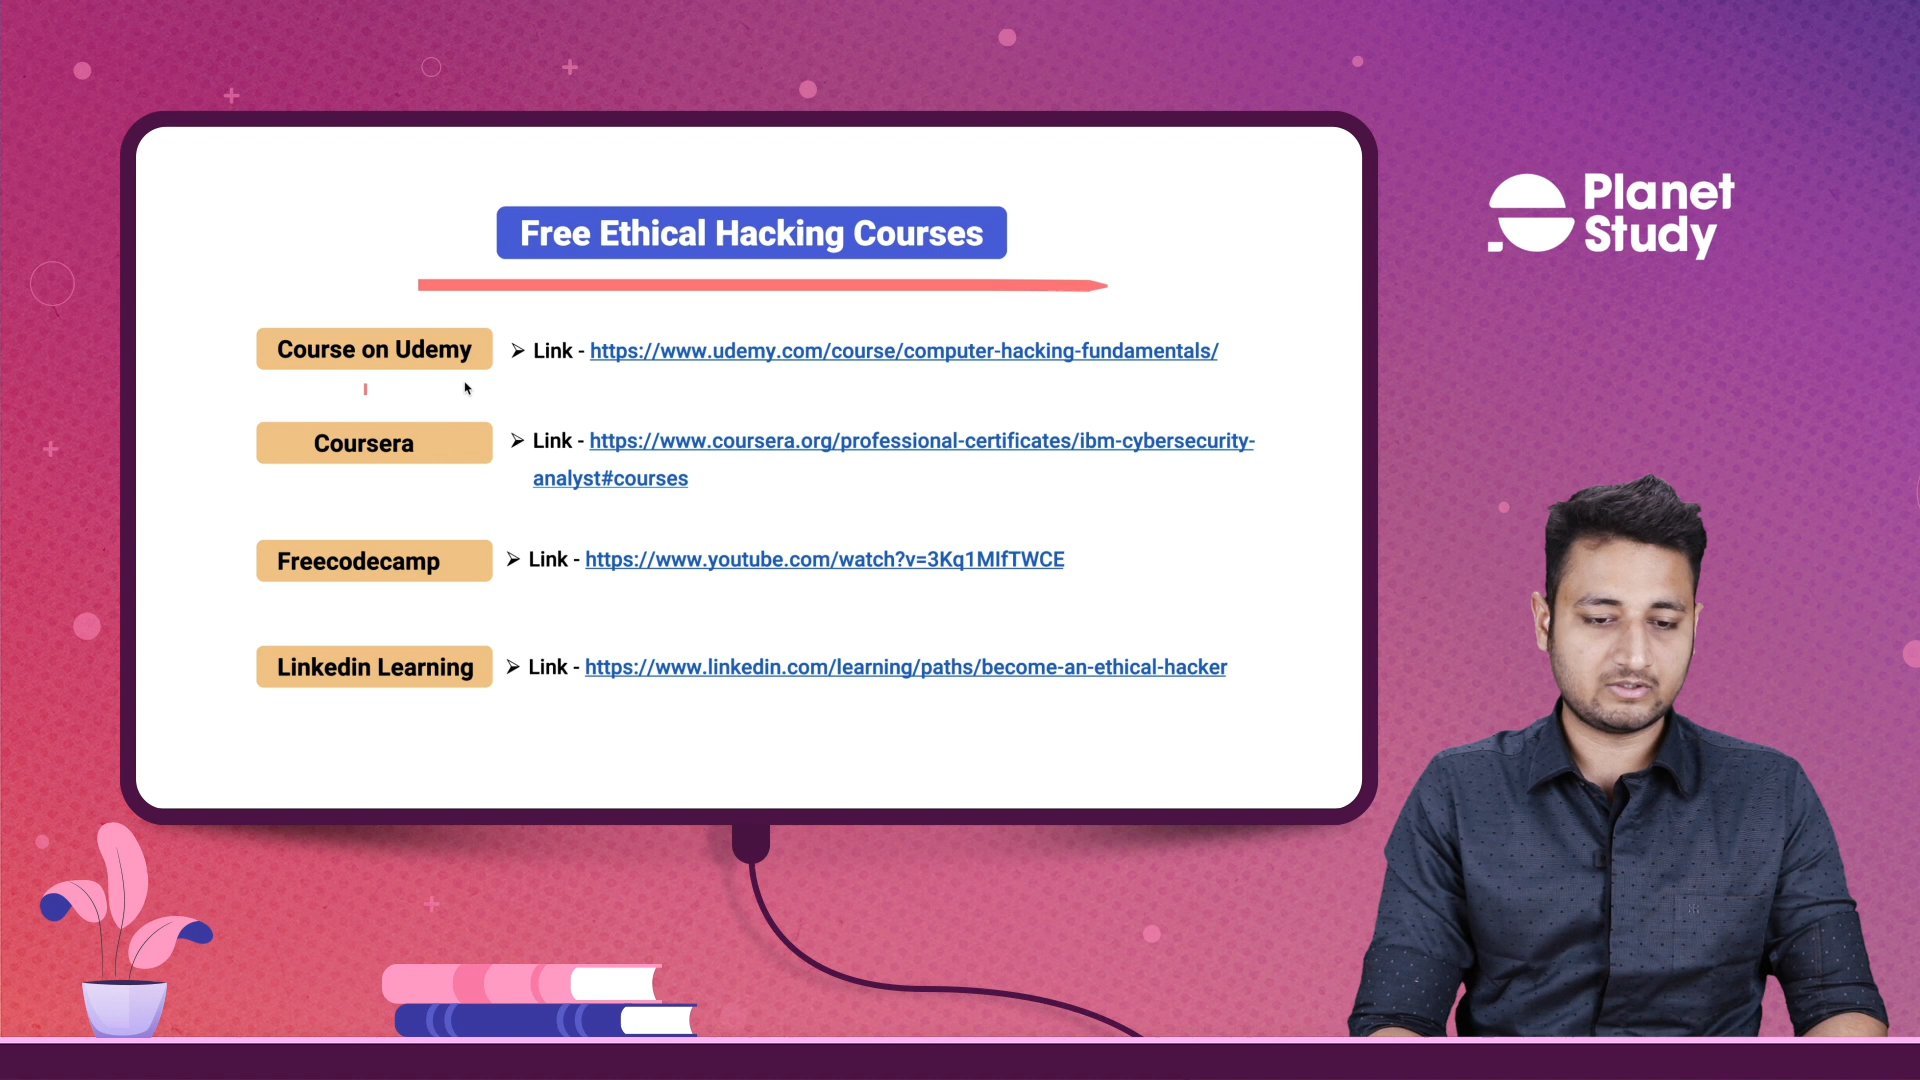 Planet
Study
Free Ethical Hacking Courses
Course on Udemy
➢ Link - https://www.udemy.com/course/computer-hacking-fundamentals/
Coursera
➢ Link - https://www.coursera.org/professional-certificates/ibm-cybersecurity-
analyst#courses
Freecodecamp
➢ Link - https://www.youtube.com/watch?v=3Kq1MIfTWCE
Linkedin Learning
➢ Link - https://www.linkedin.com/learning/paths/become-an-ethical-hacker